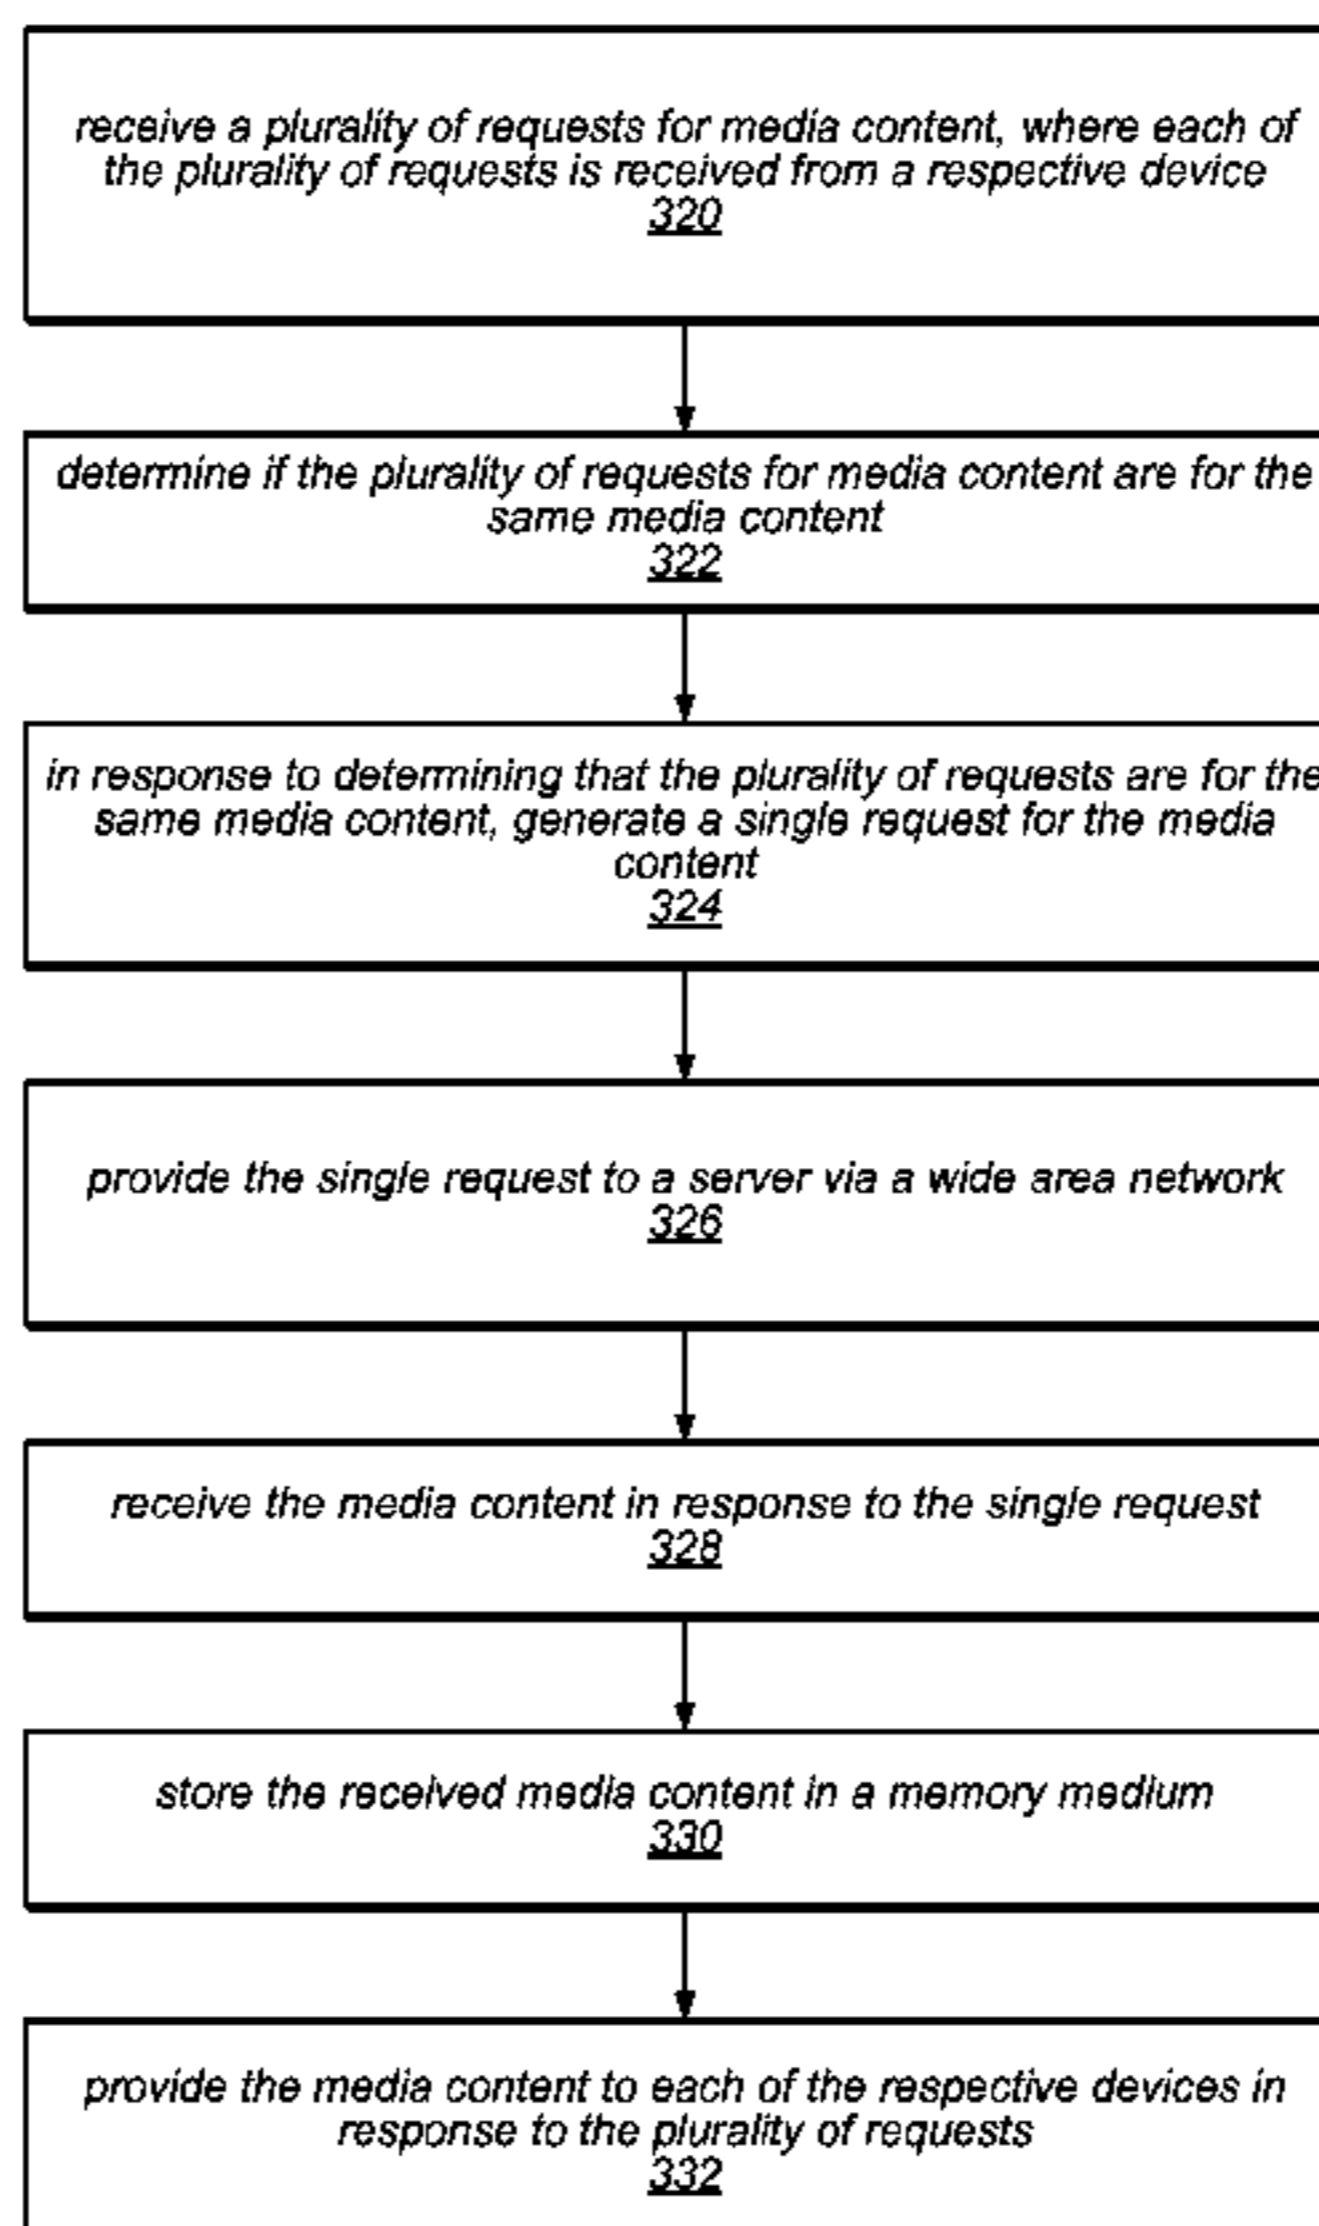 receive a plurality of requests for media content, where each of
the plurality of requests is received from a respective device
320
determine if the plurality of requests for media content are for the
same media content
322
in response to determining that the plurality of requests are for the
same media content, generate a single request for the media
content
324
provide the single request to a server via a wide area network
326
receive the media content in response to the single request
328
store the received media content in a memory medium
330
provide the media content to each of the respective devices in
response to the plurality of requests
332